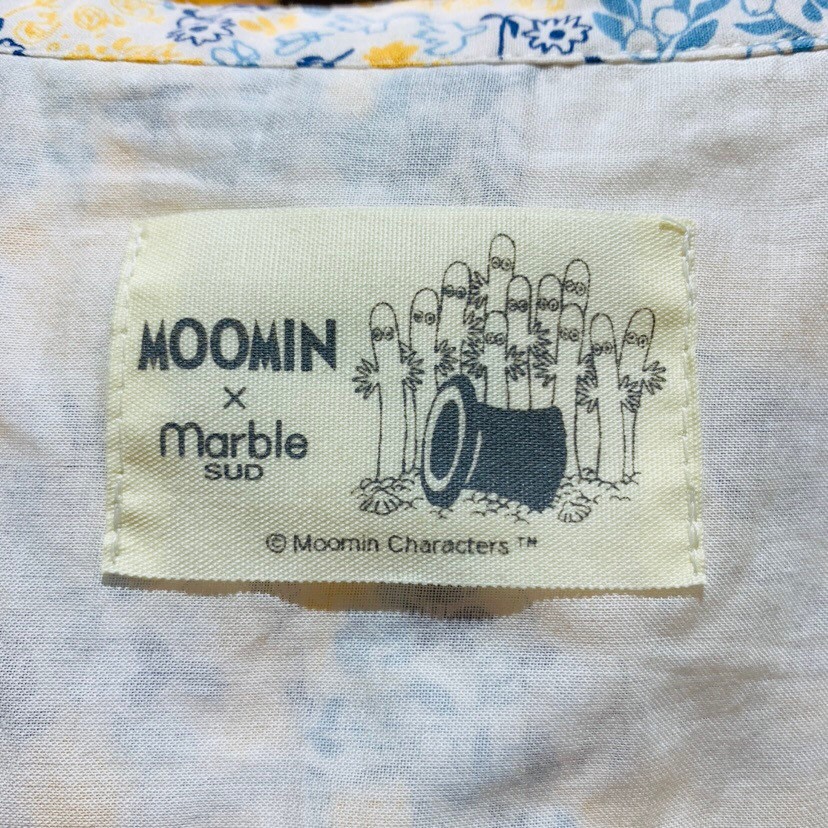 MOOMIN
×
marble
SUD
© Moomin Characters ™